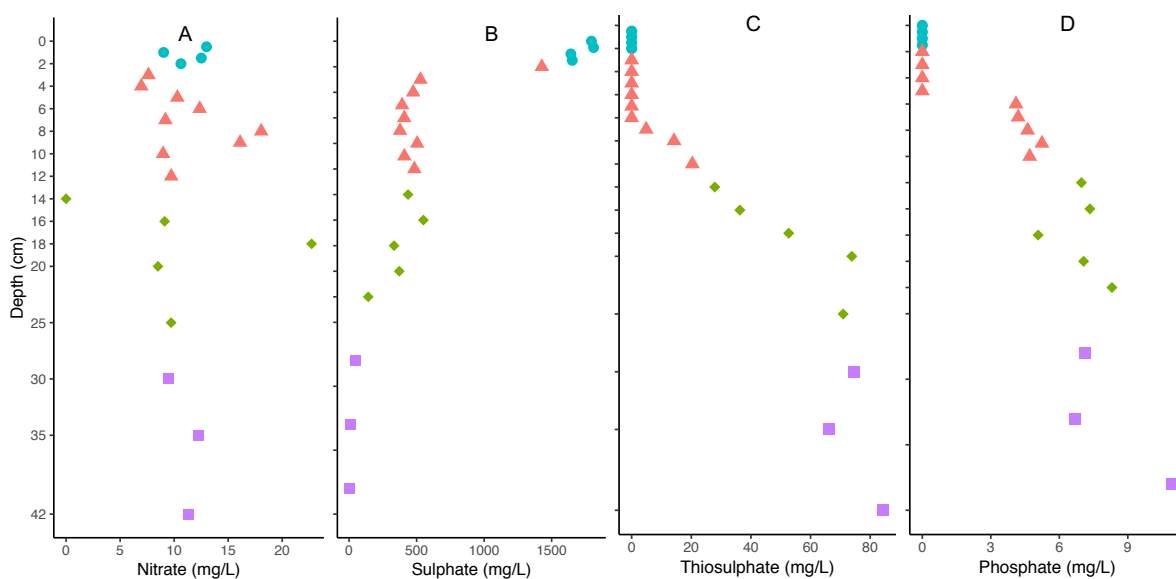 A
B
C
D
Depth (cm)
0
2
4
6
8
10
12
14
16
18
20
25
30
35
42
0 5 10 15 20
0 500 1000 1500
0 20 40 60 80
0 3 6 9
Nitrate (mg/L)
Sulphate (mg/L)
Thiosulphate (mg/L)
Phosphate (mg/L)